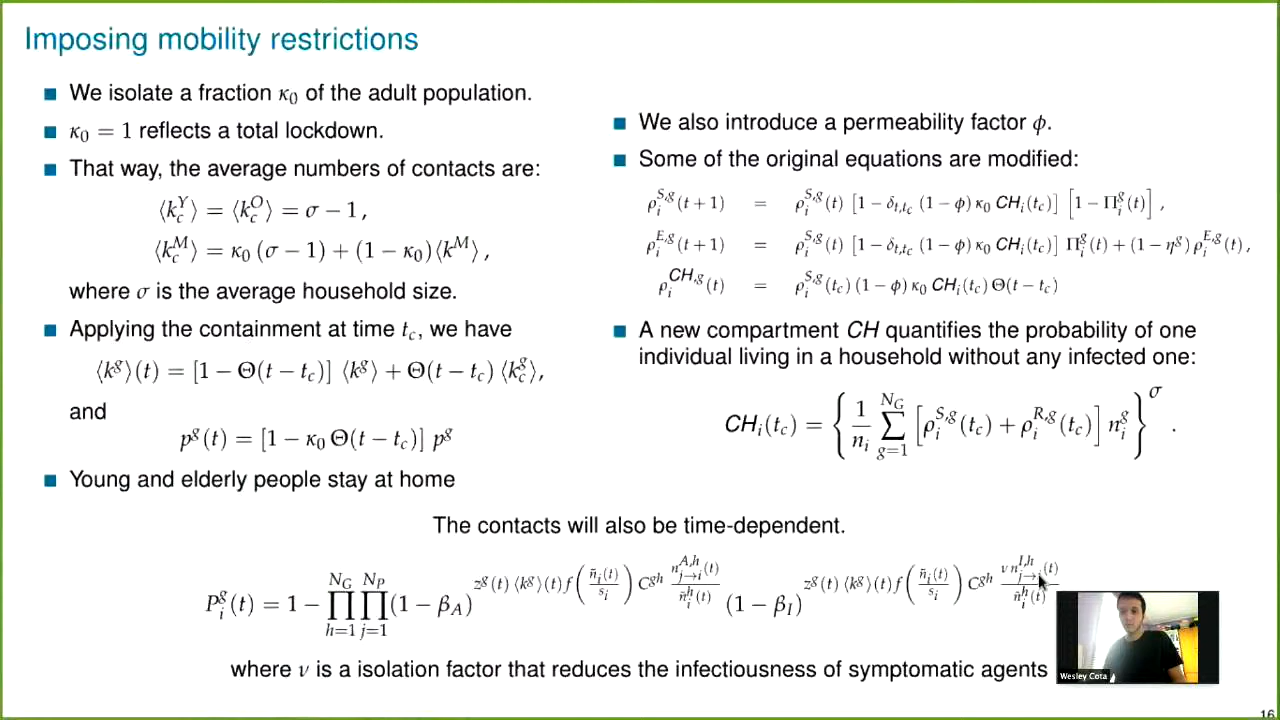 Imposing mobility restrictions
■ We isolate a fraction κ₀ of the adult population.
■ κ₀ = 1 reflects a total lockdown.
■ That way, the average numbers of contacts are:
⟨k_c^Y⟩ = ⟨k_c^O⟩ = σ − 1 ,
⟨k_c^M⟩ = κ₀ (σ − 1) + (1 − κ₀)⟨k^M⟩ ,
where σ is the average household size.
■ Applying the containment at time t_c, we have
⟨k^g⟩(t) = [1 − Θ(t − t_c)] ⟨k^g⟩ + Θ(t − t_c) ⟨k_c^g⟩,
and
p^g(t) = [1 − κ₀ Θ(t − t_c)] p^g
■ Young and elderly people stay at home
■ We also introduce a permeability factor ϕ.
■ Some of the original equations are modified:
ρ_i^{S,g}(t + 1) = ρ_i^{S,g}(t) [1 − δ_{t,t_c} (1 − ϕ) κ₀ CH_i(t_c)] [1 − Π_i^g(t)] ,
ρ_i^{E,g}(t + 1) = ρ_i^{S,g}(t) [1 − δ_{t,t_c} (1 − ϕ) κ₀ CH_i(t_c)] Π_i^g(t) + (1 − η^g) ρ_i^{E,g}(t) ,
ρ_i^{CH,g}(t) = ρ_i^{S,g}(t_c) (1 − ϕ) κ₀ CH_i(t_c) Θ(t − t_c)
■ A new compartment CH quantifies the probability of one
individual living in a household without any infected one:
CH_i(t_c) = { 1/n_i ∑_{g=1}^{N_G} [ρ_i^{S,g}(t_c) + ρ_i^{R,g}(t_c)] n_i^g }^σ .
The contacts will also be time-dependent.
P_i^g(t) = 1 − ∏_{h=1}^{N_G} ∏_{j=1}^{N_P} (1 − β_A)^{z^g(t) ⟨k^g⟩(t) f(ñ_i(t)/s_i) C^{gh} n_{j→i}^{A,h}(t)/ñ_i^h(t)} (1 − β_I)^{z^g(t) ⟨k^g⟩(t) f(ñ_i(t)/s_i) C^{gh} ν n_{j→i}^{I,h}(t)/ñ_i^h(t)}
where ν is a isolation factor that reduces the infectiousness of symptomatic agents
Wesley Cota
16